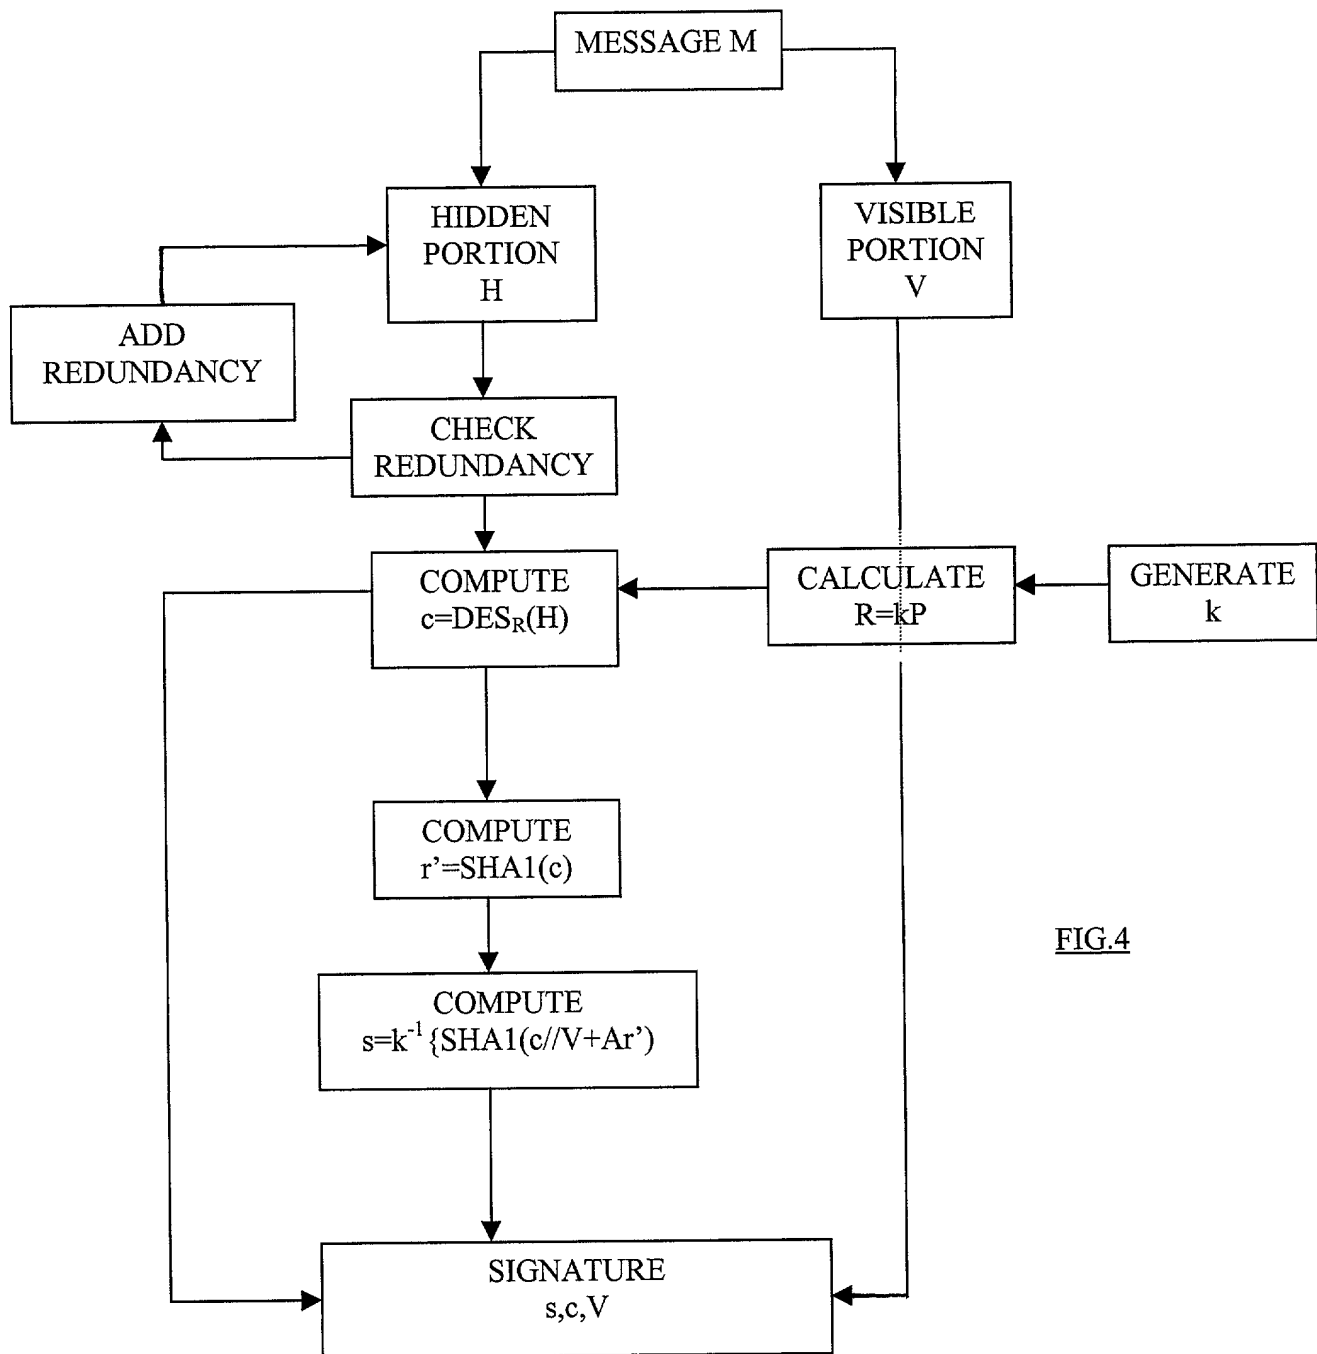 MESSAGE M
HIDDEN
PORTION
H
VISIBLE
PORTION
V
ADD
REDUNDANCY
CHECK
REDUNDANCY
COMPUTE
c=DES_R(H)
CALCULATE
R=kP
GENERATE
k
COMPUTE
r’=SHA1(c)
FIG.4
COMPUTE
s=k⁻¹{SHA1(c//V+Ar’)
SIGNATURE
s,c,V